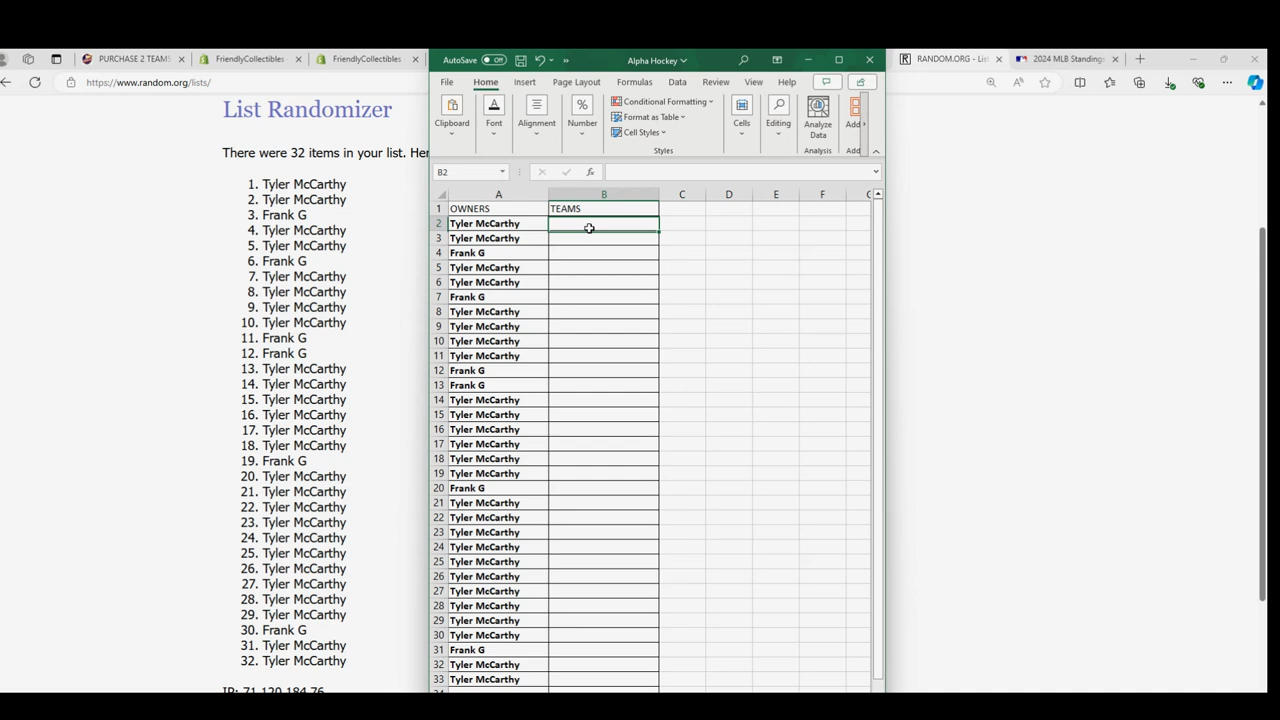 PURCHASE 2 TEAMS
FriendlyCollectibles
FriendlyCollectibles
AutoSave Off
Alpha Hockey
RANDOM.ORG - Lis
2024 MLB Standings
https://www.random.org/lists/
File Home Insert Page Layout Formulas Data Review View Help
Clipboard
Font
Alignment
Number
Conditional Formatting
Format as Table
Cell Styles
Styles
Cells
Editing
Analyze Data
Analysis
Add
Add
B2
fx
List Randomizer
There were 32 items in your list. Her
1. Tyler McCarthy
2. Tyler McCarthy
3. Frank G
4. Tyler McCarthy
5. Tyler McCarthy
6. Frank G
7. Tyler McCarthy
8. Tyler McCarthy
9. Tyler McCarthy
10. Tyler McCarthy
11. Frank G
12. Frank G
13. Tyler McCarthy
14. Tyler McCarthy
15. Tyler McCarthy
16. Tyler McCarthy
17. Tyler McCarthy
18. Tyler McCarthy
19. Frank G
20. Tyler McCarthy
21. Tyler McCarthy
22. Tyler McCarthy
23. Tyler McCarthy
24. Tyler McCarthy
25. Tyler McCarthy
26. Tyler McCarthy
27. Tyler McCarthy
28. Tyler McCarthy
29. Tyler McCarthy
30. Frank G
31. Tyler McCarthy
32. Tyler McCarthy
IP: 71.120.184.76
A B C D E F G
1 OWNERS TEAMS
2 Tyler McCarthy
3 Tyler McCarthy
4 Frank G
5 Tyler McCarthy
6 Tyler McCarthy
7 Frank G
8 Tyler McCarthy
9 Tyler McCarthy
10 Tyler McCarthy
11 Tyler McCarthy
12 Frank G
13 Frank G
14 Tyler McCarthy
15 Tyler McCarthy
16 Tyler McCarthy
17 Tyler McCarthy
18 Tyler McCarthy
19 Tyler McCarthy
20 Frank G
21 Tyler McCarthy
22 Tyler McCarthy
23 Tyler McCarthy
24 Tyler McCarthy
25 Tyler McCarthy
26 Tyler McCarthy
27 Tyler McCarthy
28 Tyler McCarthy
29 Tyler McCarthy
30 Tyler McCarthy
31 Frank G
32 Tyler McCarthy
33 Tyler McCarthy